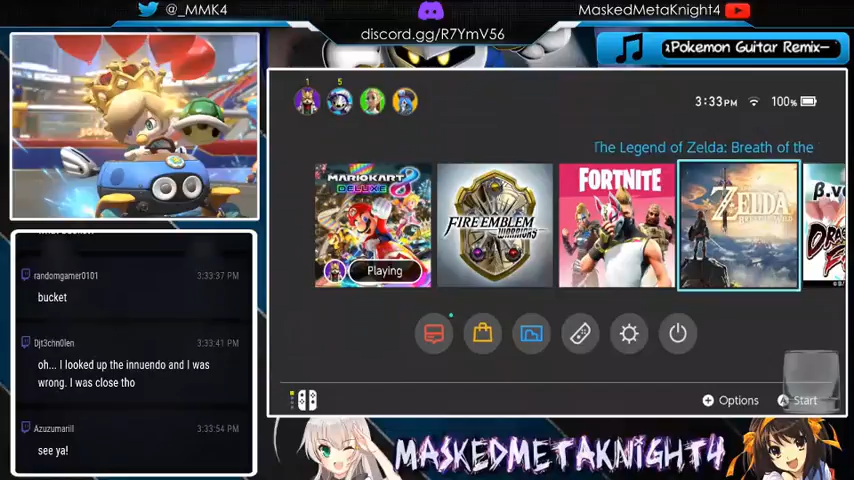 @_MMK4
discord.gg/R7YmV56
MaskedMetaKnight4
Pokemon Guitar Remix–
1
5
3:33PM
100%
The Legend of Zelda: Breath of the
MARIOKART
8
DELUXE
Playing
FIRE EMBLEM
WARRIORS
FORTNITE
ZELDA
β.v
DRA
randomgamer0101
3:33:37 PM
bucket
Djt3chn0len
3:33:41 PM
oh... I looked up the innuendo and I was
wrong. I was close tho
Azuzumarill
3:33:54 PM
see ya!
Options
A
Start
MASKEDMETAKNIGHT4